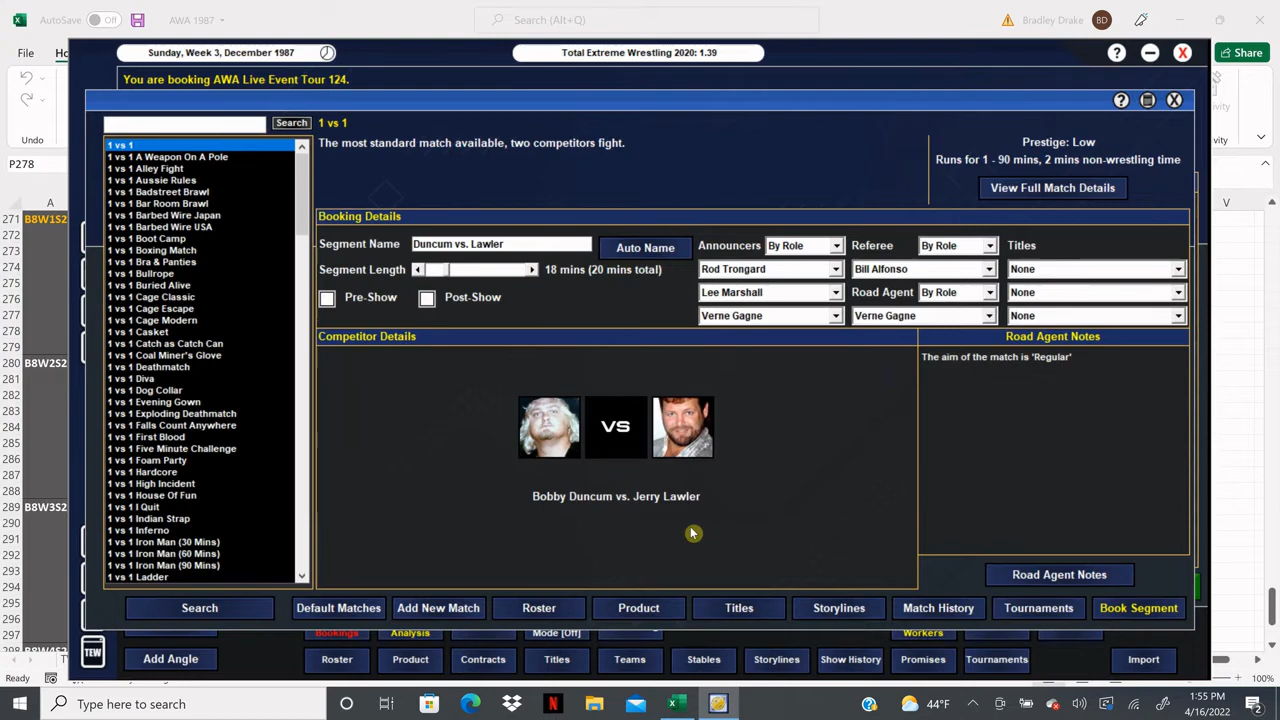 AutoSave
Off
AWA 1987
Search (Alt+Q)
Bradley Drake
BD
File
Share
Undo
P278
Sunday, Week 3, December 1987
Total Extreme Wrestling 2020: 1.39
You are booking AWA Live Event Tour 124.
Search
1 vs 1
The most standard match available, two competitors fight.
Prestige: Low
Runs for 1 - 90 mins, 2 mins non-wrestling time
View Full Match Details
1 vs 1
1 vs 1 A Weapon On A Pole
1 vs 1 Alley Fight
1 vs 1 Aussie Rules
1 vs 1 Badstreet Brawl
1 vs 1 Bar Room Brawl
1 vs 1 Barbed Wire Japan
1 vs 1 Barbed Wire USA
1 vs 1 Boot Camp
1 vs 1 Boxing Match
1 vs 1 Bra & Panties
1 vs 1 Bullrope
1 vs 1 Buried Alive
1 vs 1 Cage Classic
1 vs 1 Cage Escape
1 vs 1 Cage Modern
1 vs 1 Casket
1 vs 1 Catch as Catch Can
1 vs 1 Coal Miner's Glove
1 vs 1 Deathmatch
1 vs 1 Diva
1 vs 1 Dog Collar
1 vs 1 Evening Gown
1 vs 1 Exploding Deathmatch
1 vs 1 Falls Count Anywhere
1 vs 1 First Blood
1 vs 1 Five Minute Challenge
1 vs 1 Foam Party
1 vs 1 Hardcore
1 vs 1 High Incident
1 vs 1 House Of Fun
1 vs 1 I Quit
1 vs 1 Indian Strap
1 vs 1 Inferno
1 vs 1 Iron Man (30 Mins)
1 vs 1 Iron Man (60 Mins)
1 vs 1 Iron Man (90 Mins)
1 vs 1 Ladder
Booking Details
Segment Name
Duncum vs. Lawler
Auto Name
Announcers
By Role
Referee
By Role
Titles
Segment Length
18 mins (20 mins total)
Rod Trongard
Bill Alfonso
None
Pre-Show
Post-Show
Lee Marshall
Road Agent
By Role
None
Verne Gagne
Verne Gagne
None
Competitor Details
Road Agent Notes
The aim of the match is 'Regular'
VS
Bobby Duncum vs. Jerry Lawler
Road Agent Notes
Search
Default Matches
Add New Match
Roster
Product
Titles
Storylines
Match History
Tournaments
Book Segment
Bookings
Analysis
Mode [Off]
Workers
TEW
Add Angle
Roster
Product
Contracts
Titles
Teams
Stables
Storylines
Show History
Promises
Tournaments
Import
A
V
271
B8W1S2
272
273
274
275
276
277
278
279
280
B8W2S2
281
282
283
284
285
286
287
288
289
B8W3S2
290
291
292
293
294
295
296
297
Ready
100%
Type here to search
44°F
1:55 PM
4/16/2022
2